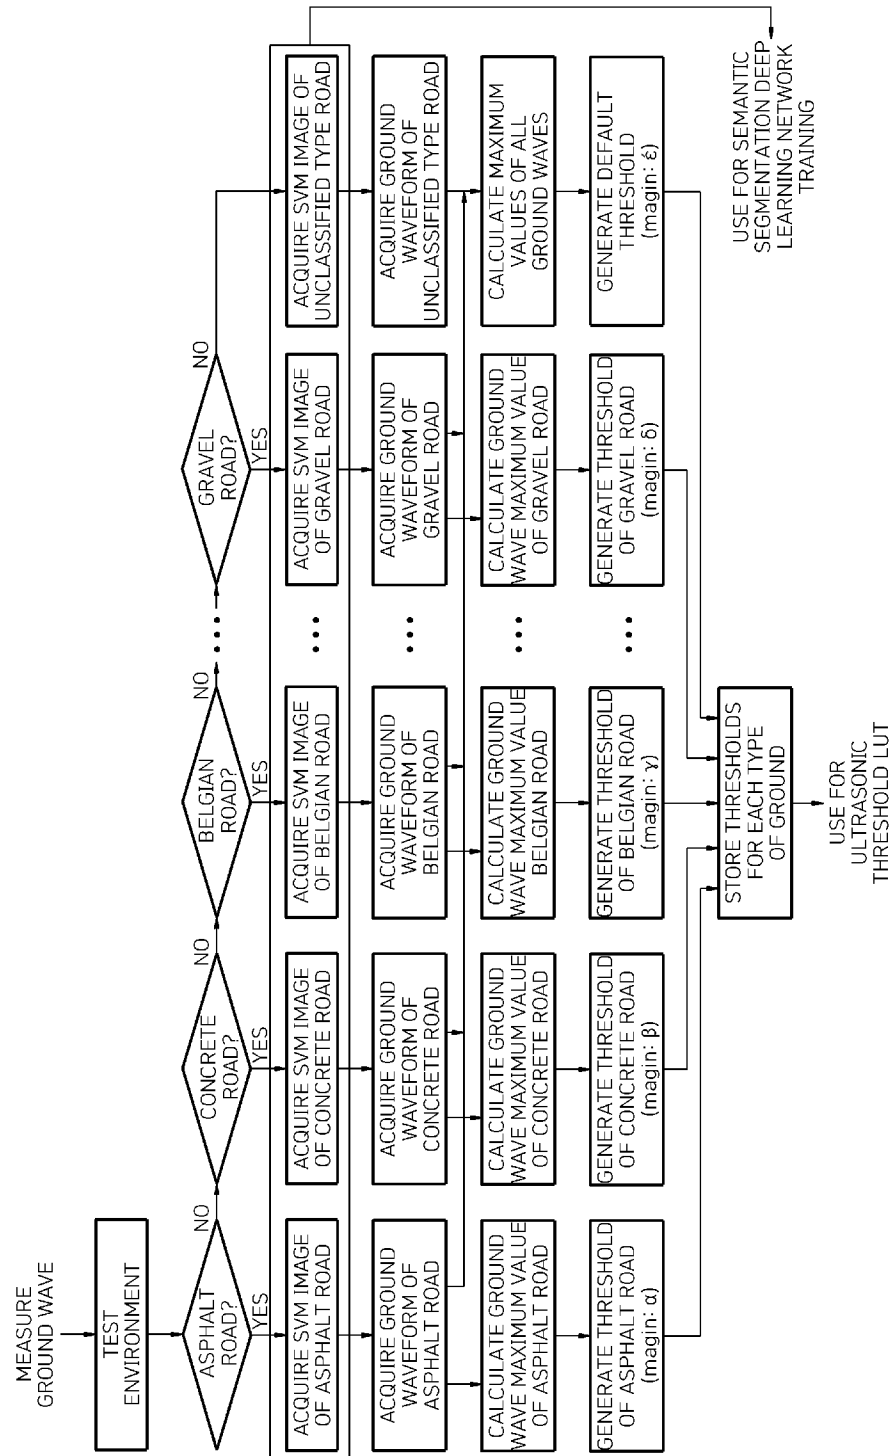 MEASURE
GROUND WAVE
TEST
ENVIRONMENT
ASPHALT
ROAD?
NO
YES
CONCRETE
ROAD?
NO
YES
BELGIAN
ROAD?
NO
YES
GRAVEL
ROAD?
NO
YES
ACQUIRE SVM IMAGE
OF ASPHALT ROAD
ACQUIRE SVM IMAGE
OF CONCRETE ROAD
ACQUIRE SVM IMAGE
OF BELGIAN ROAD
ACQUIRE SVM IMAGE
OF GRAVEL ROAD
ACQUIRE SVM IMAGE OF
UNCLASSIFIED TYPE ROAD
ACQUIRE GROUND
WAVEFORM OF
ASPHALT ROAD
ACQUIRE GROUND
WAVEFORM OF
CONCRETE ROAD
ACQUIRE GROUND
WAVEFORM OF
BELGIAN ROAD
ACQUIRE GROUND
WAVEFORM OF
GRAVEL ROAD
ACQUIRE GROUND
WAVEFORM OF
UNCLASSIFIED TYPE ROAD
CALCULATE GROUND
WAVE MAXIMUM VALUE
OF ASPHALT ROAD
CALCULATE GROUND
WAVE MAXIMUM VALUE
OF CONCRETE ROAD
CALCULATE GROUND
WAVE MAXIMUM VALUE
BELGIAN ROAD
CALCULATE GROUND
WAVE MAXIMUM VALUE
OF GRAVEL ROAD
CALCULATE MAXIMUM
VALUES OF ALL
GROUND WAVES
GENERATE THRESHOLD
OF ASPHALT ROAD
(magin: α)
GENERATE THRESHOLD
OF CONCRETE ROAD
(magin: β)
GENERATE THRESHOLD
OF BELGIAN ROAD
(magin: γ)
GENERATE THRESHOLD
OF GRAVEL ROAD
(magin: δ)
GENERATE DEFAULT
THRESHOLD
(magin: έ)
STORE THRESHOLDS
FOR EACH TYPE
OF GROUND
USE FOR
ULTRASONIC
THRESHOLD LUT
USE FOR SEMANTIC
SEGMENTATION DEEP
LEARNING NETWORK
TRAINING